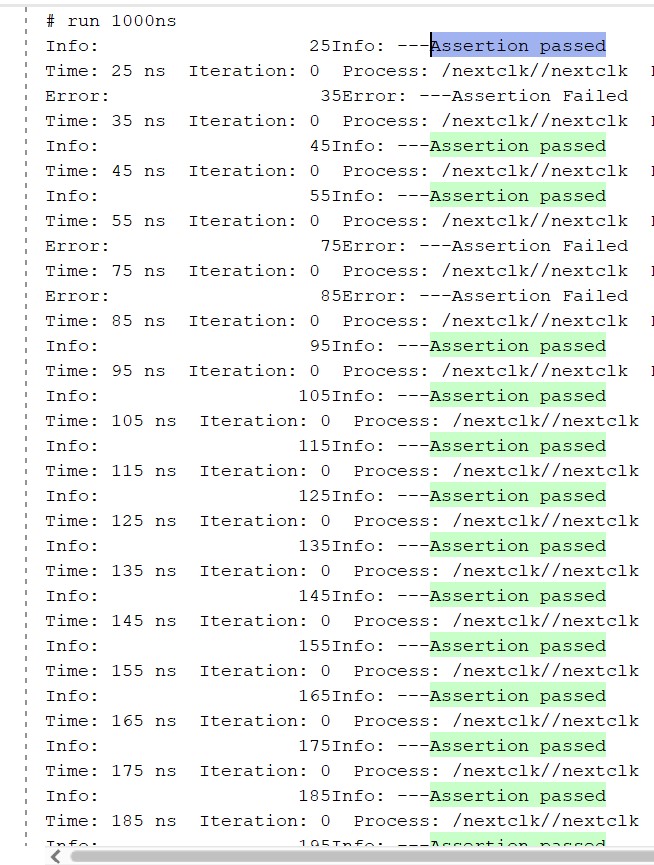 # run 1000ns
Info:                   25Info: ---Assertion passed
Time: 25 ns  Iteration: 0  Process: /nextclk//nextclk
Error:                   35Error: ---Assertion Failed
Time: 35 ns  Iteration: 0  Process: /nextclk//nextclk
Info:                   45Info: ---Assertion passed
Time: 45 ns  Iteration: 0  Process: /nextclk//nextclk
Info:                   55Info: ---Assertion passed
Time: 55 ns  Iteration: 0  Process: /nextclk//nextclk
Error:                   75Error: ---Assertion Failed
Time: 75 ns  Iteration: 0  Process: /nextclk//nextclk
Error:                   85Error: ---Assertion Failed
Time: 85 ns  Iteration: 0  Process: /nextclk//nextclk
Info:                   95Info: ---Assertion passed
Time: 95 ns  Iteration: 0  Process: /nextclk//nextclk
Info:                  105Info: ---Assertion passed
Time: 105 ns  Iteration: 0  Process: /nextclk//nextclk
Info:                  115Info: ---Assertion passed
Time: 115 ns  Iteration: 0  Process: /nextclk//nextclk
Info:                  125Info: ---Assertion passed
Time: 125 ns  Iteration: 0  Process: /nextclk//nextclk
Info:                  135Info: ---Assertion passed
Time: 135 ns  Iteration: 0  Process: /nextclk//nextclk
Info:                  145Info: ---Assertion passed
Time: 145 ns  Iteration: 0  Process: /nextclk//nextclk
Info:                  155Info: ---Assertion passed
Time: 155 ns  Iteration: 0  Process: /nextclk//nextclk
Info:                  165Info: ---Assertion passed
Time: 165 ns  Iteration: 0  Process: /nextclk//nextclk
Info:                  175Info: ---Assertion passed
Time: 175 ns  Iteration: 0  Process: /nextclk//nextclk
Info:                  185Info: ---Assertion passed
Time: 185 ns  Iteration: 0  Process: /nextclk//nextclk
Info:                  195Info: ---Assertion passed